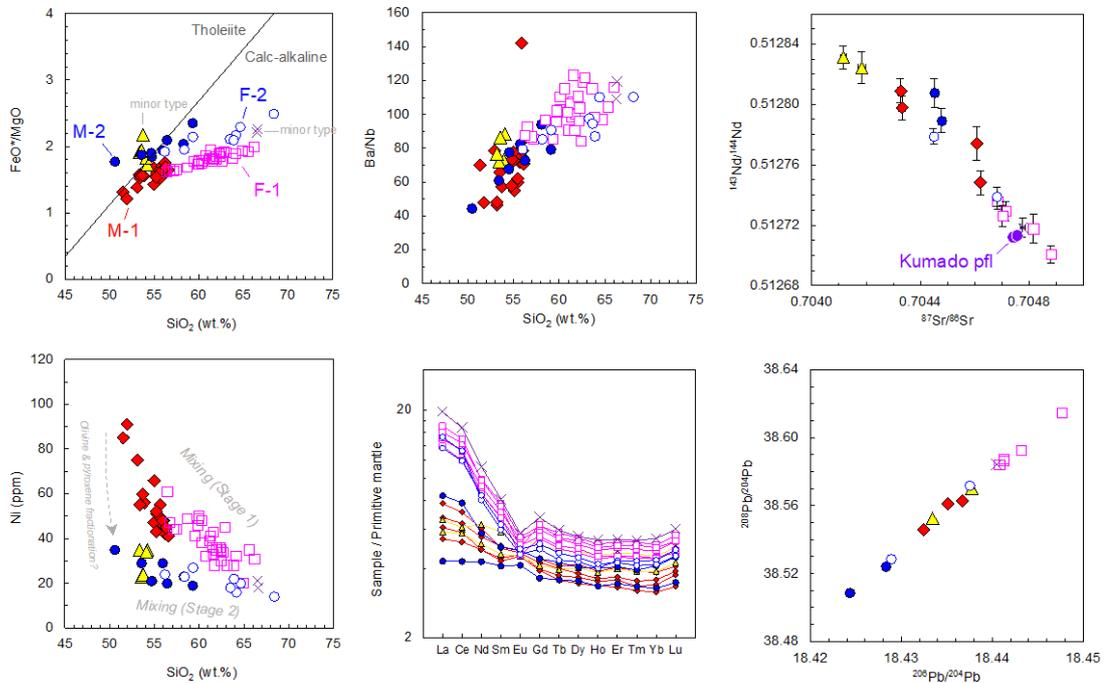 FeO*/MgO
4
3
2
1
0
Tholeiite
Calc-alkaline
F-2
minor type
M-2
minor type
F-1
M-1
45 50 55 60 65 70 75
SiO₂ (wt.%)
Ba/Nb
160
140
120
100
80
60
40
20
0
45 50 55 60 65 70 75
SiO₂ (wt.%)
¹⁴³Nd/¹⁴⁴Nd
0.51284
0.51280
0.51276
0.51272
0.51268
Kumado pfl
0.7040 0.7044 0.7048
⁸⁷Sr/⁸⁶Sr
Ni (ppm)
120
100
80
60
40
20
0
Olivine & pyroxene fractionation?
Mixing (Stage 1)
Mixing (Stage 2)
45 50 55 60 65 70 75
SiO₂ (wt.%)
Sample / Primitive mantle
20
2
La Ce Nd Sm Eu Gd Tb Dy Ho Er Tm Yb Lu
²⁰⁸Pb/²⁰⁴Pb
38.64
38.60
38.56
38.52
38.48
18.42 18.43 18.44 18.45
²⁰⁶Pb/²⁰⁴Pb